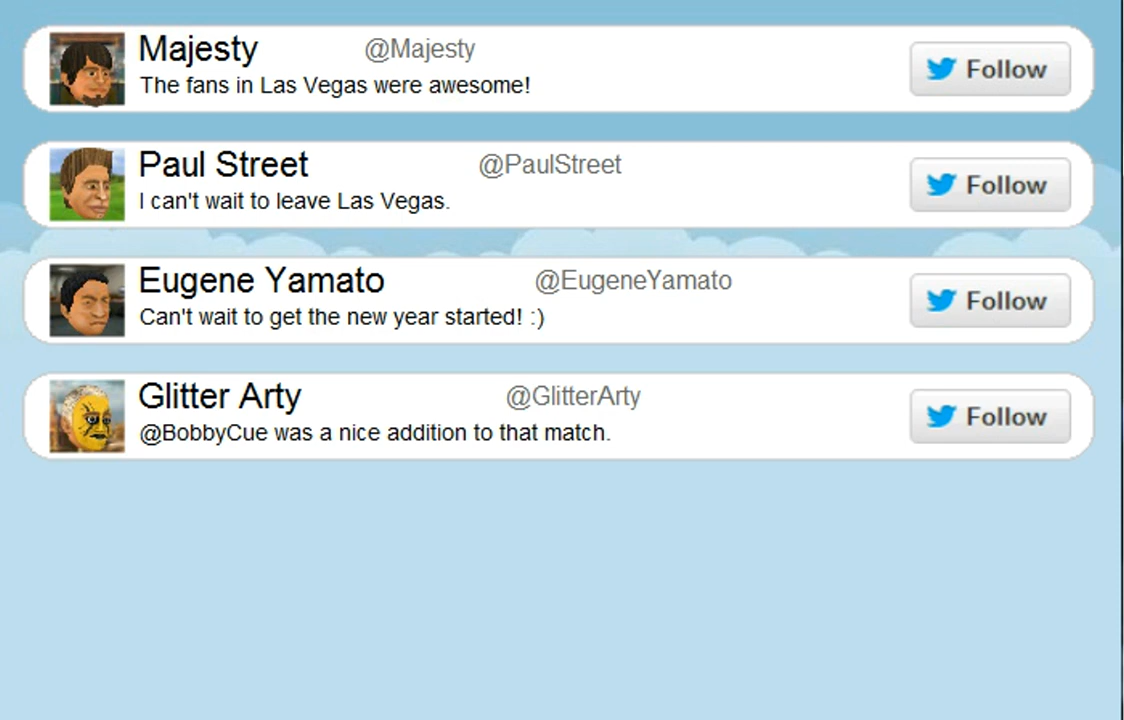 Majesty @Majesty Follow
The fans in Las Vegas were awesome!
Paul Street @PaulStreet Follow
I can't wait to leave Las Vegas.
Eugene Yamato @EugeneYamato Follow
Can't wait to get the new year started! :)
Glitter Arty @GlitterArty Follow
@BobbyCue was a nice addition to that match.